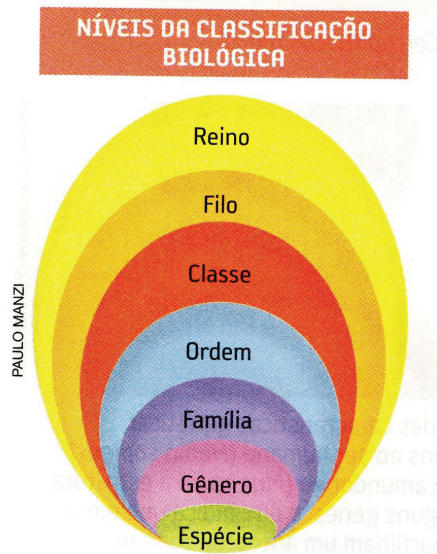 NÍVEIS DA CLASSIFICAÇÃO
BIOLÓGICA
Reino
Filo
Classe
Ordem
Família
Gênero
Espécie
PAULO MANZI